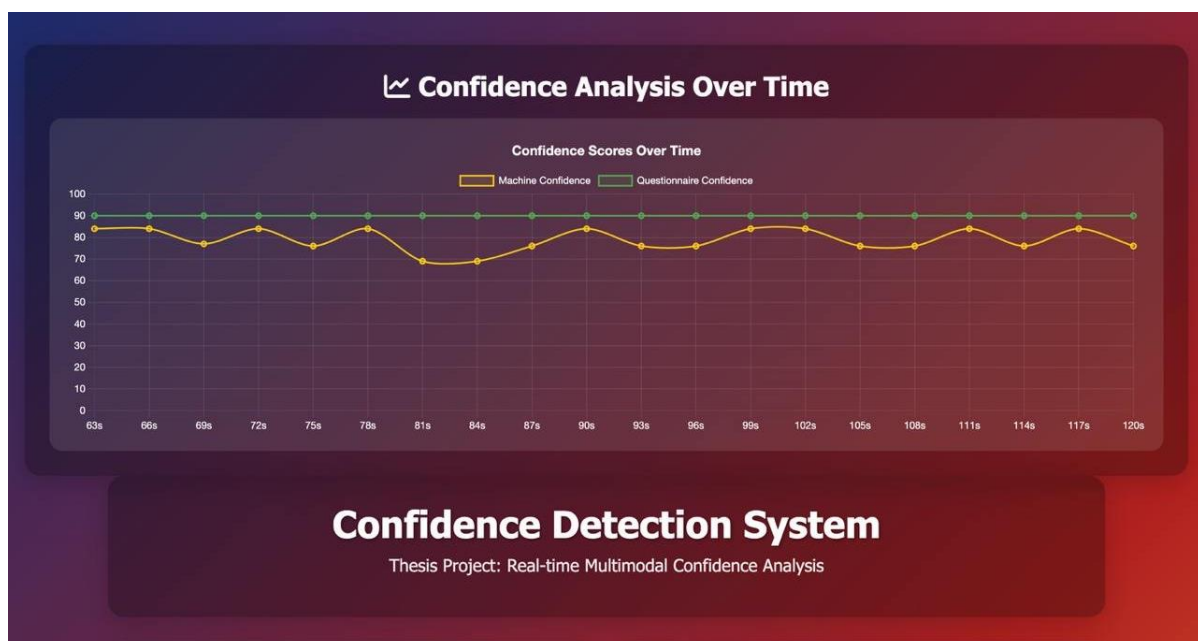 Confidence Analysis Over Time
Confidence Scores Over Time
Machine Confidence Questionnaire Confidence
100
90
80
70
60
50
40
30
20
10
0
63s 66s 69s 72s 75s 78s 81s 84s 87s 90s 93s 96s 99s 102s 105s 108s 111s 114s 117s 120s
Confidence Detection System
Thesis Project: Real-time Multimodal Confidence Analysis